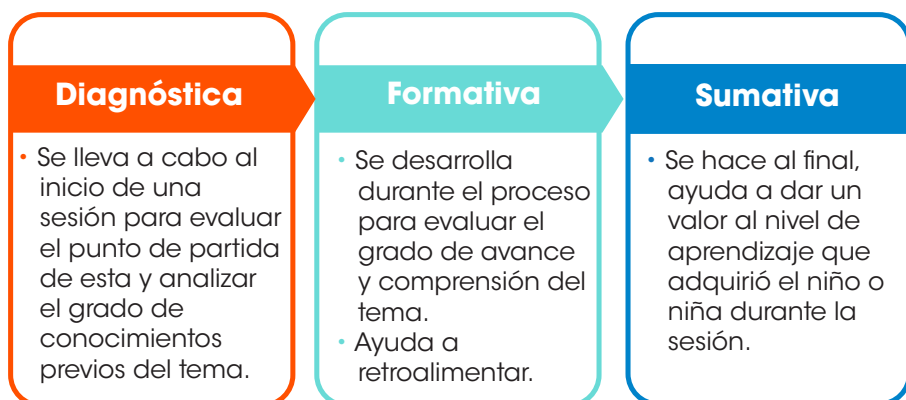 Diagnóstica
• Se lleva a cabo al
inicio de una
sesión para evaluar
el punto de partida
de esta y analizar
el grado de
conocimientos
previos del tema.
Formativa
• Se desarrolla
durante el proceso
para evaluar el
grado de avance
y comprensión del
tema.
• Ayuda a
retroalimentar.
Sumativa
• Se hace al final,
ayuda a dar un
valor al nivel de
aprendizaje que
adquirió el niño o
niña durante la
sesión.